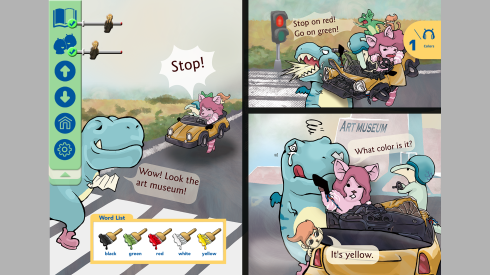 Stop!
Wow! Look the
art museum!
Word List
black
green
red
white
yellow
Stop on red!
Go on green!
1
Colors
ART MUSEUM
What color is it?
It's yellow.